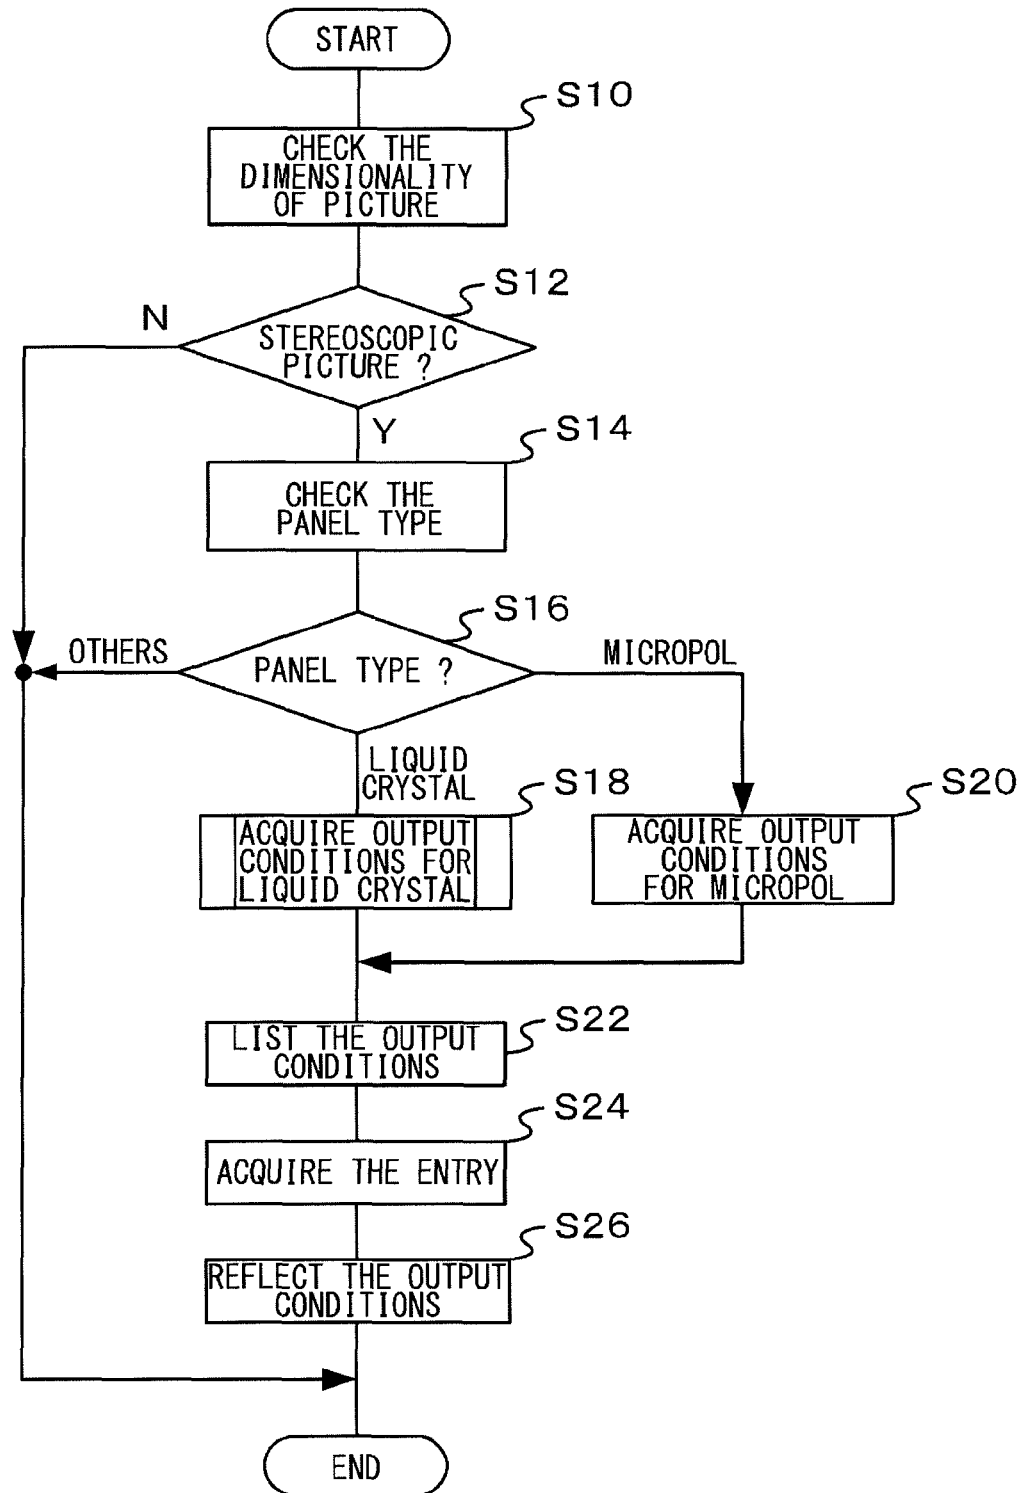 START
S10
CHECK THE
DIMENSIONALITY
OF PICTURE
S12
N
STEREOSCOPIC
PICTURE ?
Y
S14
CHECK THE
PANEL TYPE
S16
OTHERS
PANEL TYPE ?
MICROPOL
LIQUID
CRYSTAL
S18
S20
ACQUIRE OUTPUT
CONDITIONS FOR
LIQUID CRYSTAL
ACQUIRE OUTPUT
CONDITIONS
FOR MICROPOL
S22
LIST THE OUTPUT
CONDITIONS
S24
ACQUIRE THE ENTRY
S26
REFLECT THE OUTPUT
CONDITIONS
END